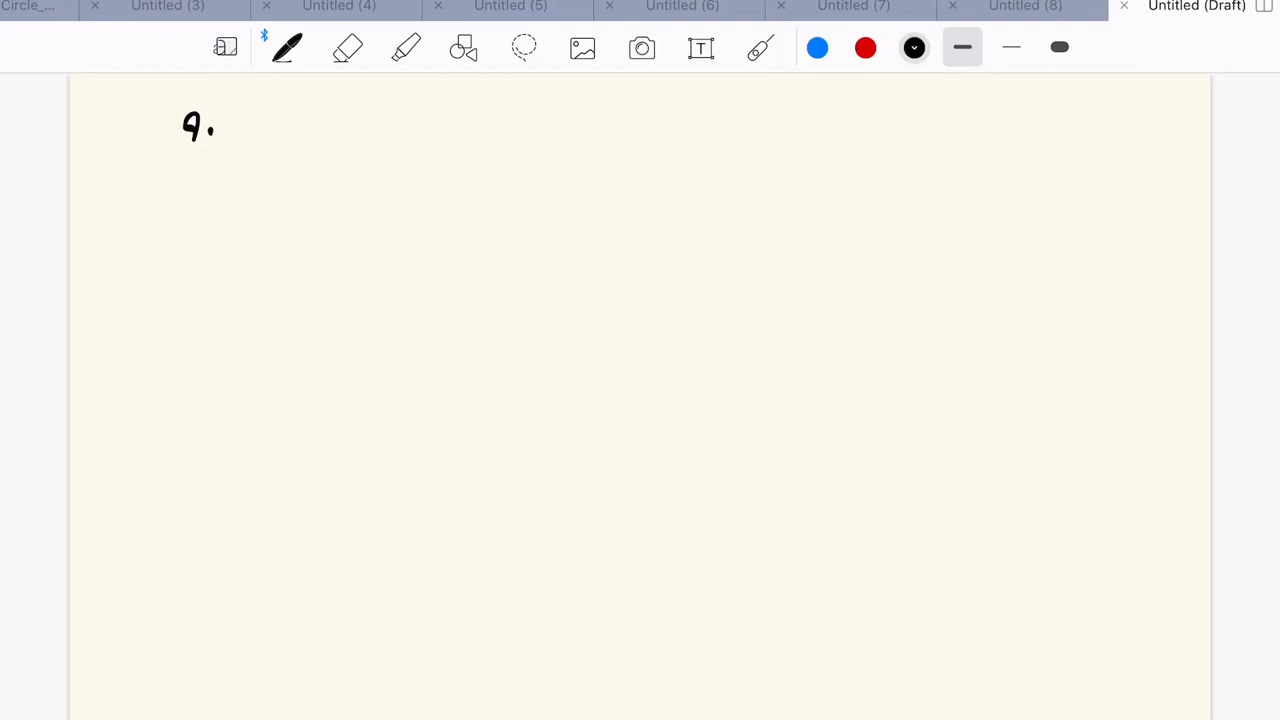 Circle_...
Untitled (3)
Untitled (4)
Untitled (5)
Untitled (6)
Untitled (7)
Untitled (8)
Untitled (Draft)
T
9.